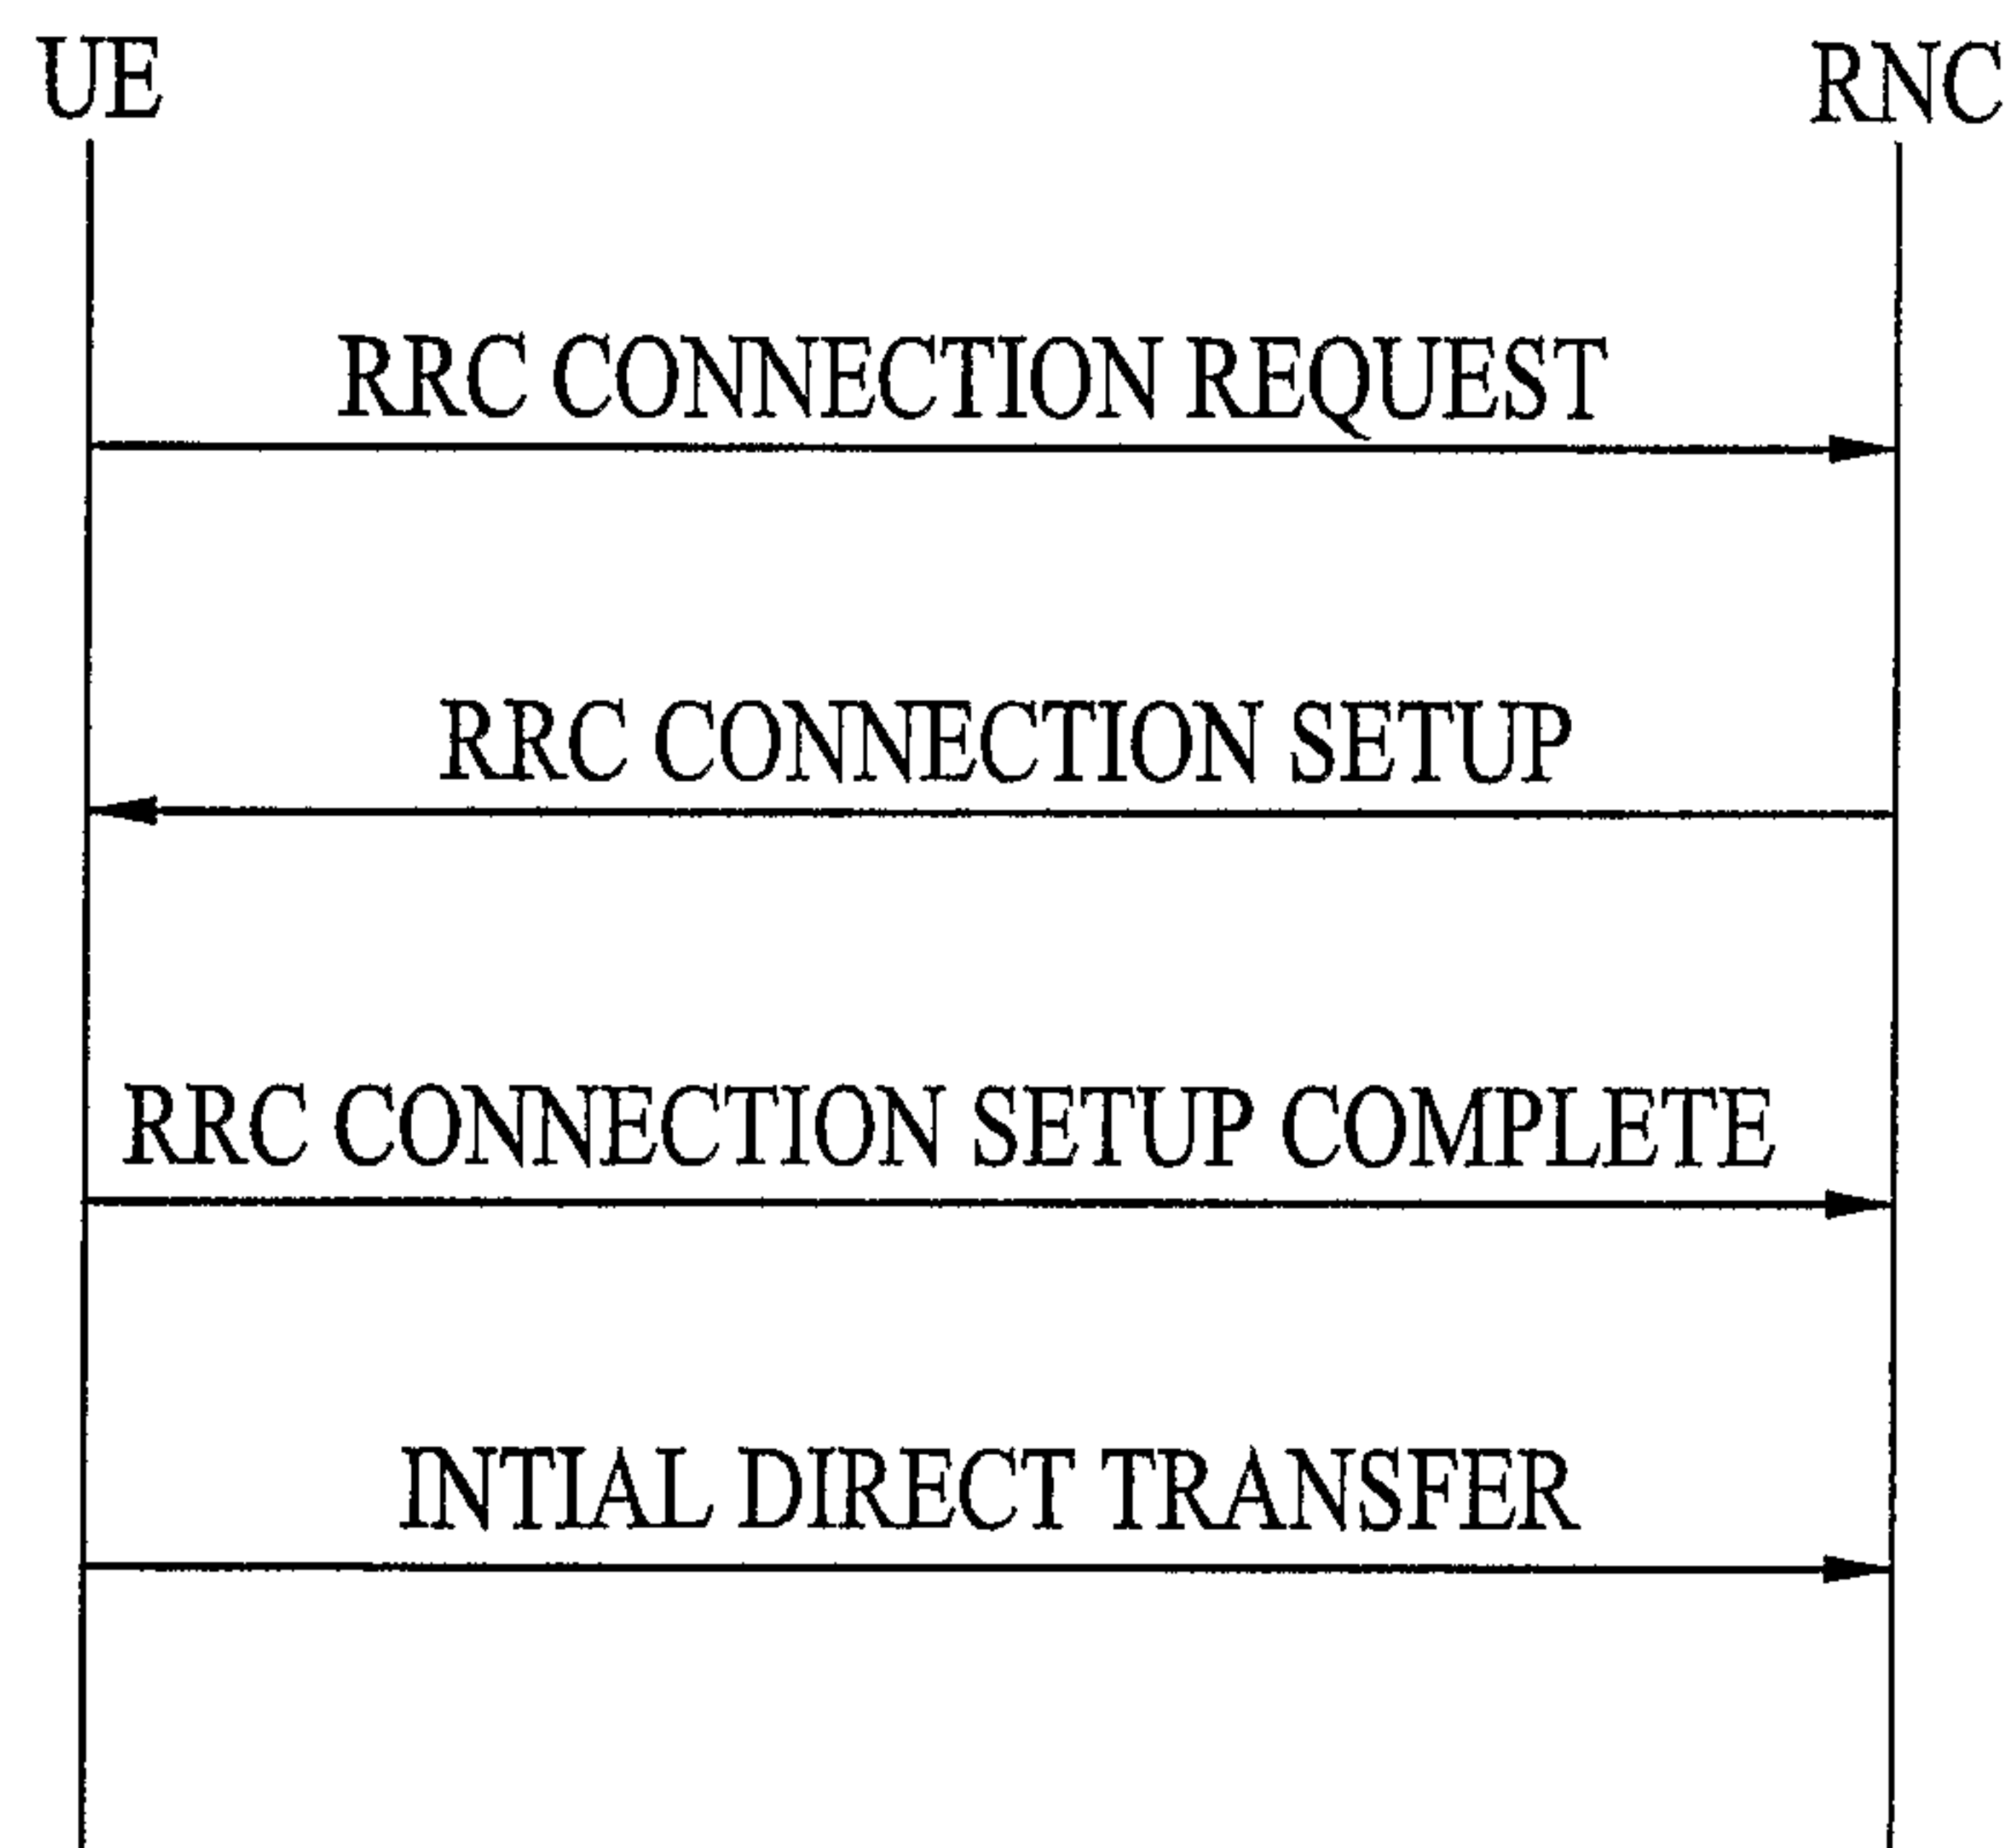 UE
RNC
RRC CONNECTION REQUEST
RRC CONNECTION SETUP
RRC CONNECTION SETUP COMPLETE
INTIAL DIRECT TRANSFER